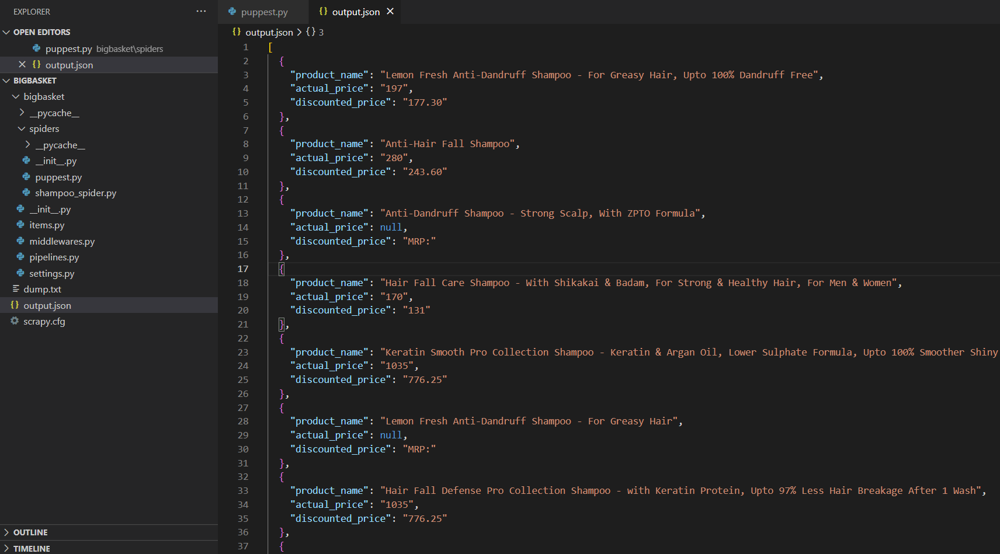 EXPLORER
OPEN EDITORS
puppest.py bigbasket\spiders
output.json
BIGBASKET
bigbasket
__pycache__
spiders
__pycache__
__init__.py
puppest.py
shampoo_spider.py
__init__.py
items.py
middlewares.py
pipelines.py
settings.py
dump.txt
output.json
scrapy.cfg
OUTLINE
TIMELINE
puppest.py {} output.json
{} output.json > {} 3
1 [
2 {
3 "product_name": "Lemon Fresh Anti-Dandruff Shampoo - For Greasy Hair, Upto 100% Dandruff Free",
4 "actual_price": "197",
5 "discounted_price": "177.30"
6 },
7 {
8 "product_name": "Anti-Hair Fall Shampoo",
9 "actual_price": "280",
10 "discounted_price": "243.60"
11 },
12 {
13 "product_name": "Anti-Dandruff Shampoo - Strong Scalp, With ZPTO Formula",
14 "actual_price": null,
15 "discounted_price": "MRP:"
16 },
17 {
18 "product_name": "Hair Fall Care Shampoo - With Shikakai & Badam, For Strong & Healthy Hair, For Men & Women",
19 "actual_price": "170",
20 "discounted_price": "131"
21 },
22 {
23 "product_name": "Keratin Smooth Pro Collection Shampoo - Keratin & Argan Oil, Lower Sulphate Formula, Upto 100% Smoother Shiny
24 "actual_price": "1035",
25 "discounted_price": "776.25"
26 },
27 {
28 "product_name": "Lemon Fresh Anti-Dandruff Shampoo - For Greasy Hair",
29 "actual_price": null,
30 "discounted_price": "MRP:"
31 },
32 {
33 "product_name": "Hair Fall Defense Pro Collection Shampoo - with Keratin Protein, Upto 97% Less Hair Breakage After 1 Wash",
34 "actual_price": "1035",
35 "discounted_price": "776.25"
36 },
37 {